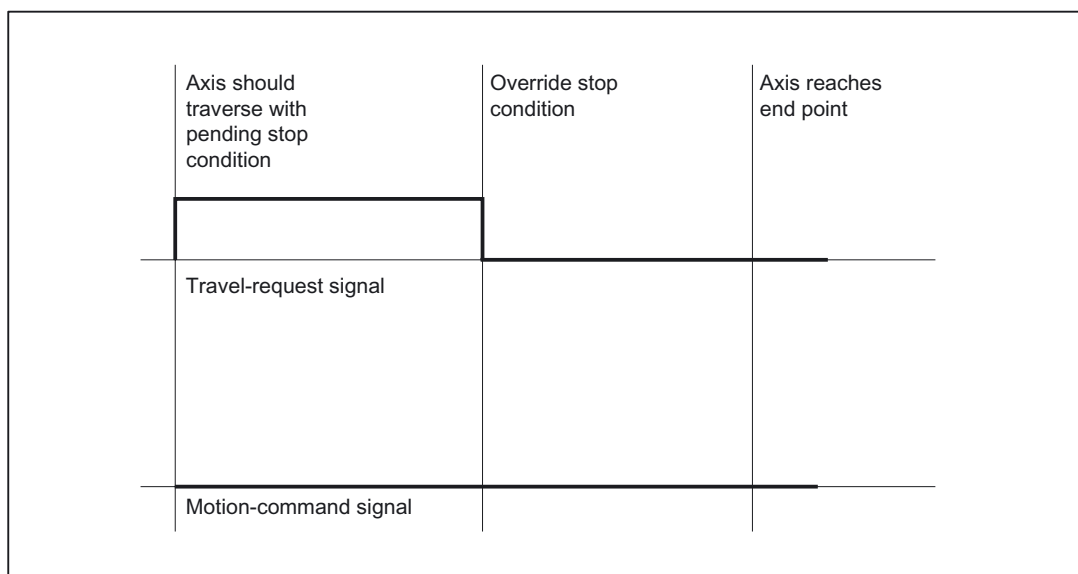 Axis should
traverse with
pending stop
condition
Override stop
condition
Axis reaches
end point
Travel-request signal
Motion-command signal